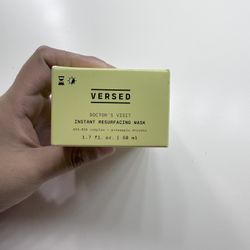 VERSED
DOCTOR'S VISIT
INSTANT RESURFACING MASK
AHA-BHA complex + pineapple enzymes
1.7 fl. oz. | 50 ml